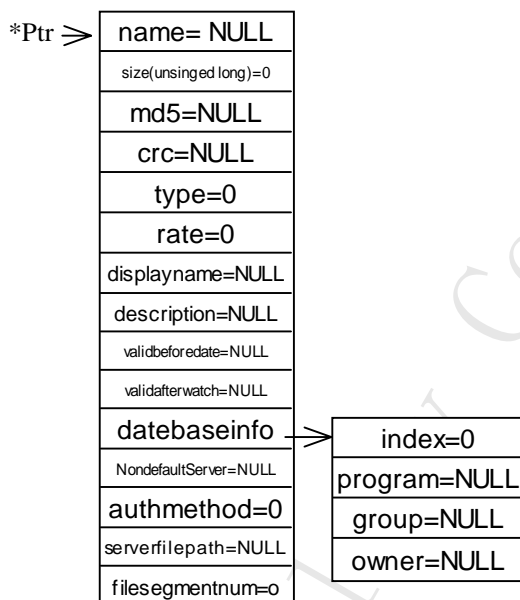 *Ptr
name= NULL
size(unsinged long)=0
md5=NULL
crc=NULL
type=0
rate=0
displayname=NULL
description=NULL
validbeforedate=NULL
validafterwatch=NULL
datebaseinfo
NondefaultServer=NULL
authmethod=0
serverfilepath=NULL
filesegmentnum=o
index=0
program=NULL
group=NULL
owner=NULL